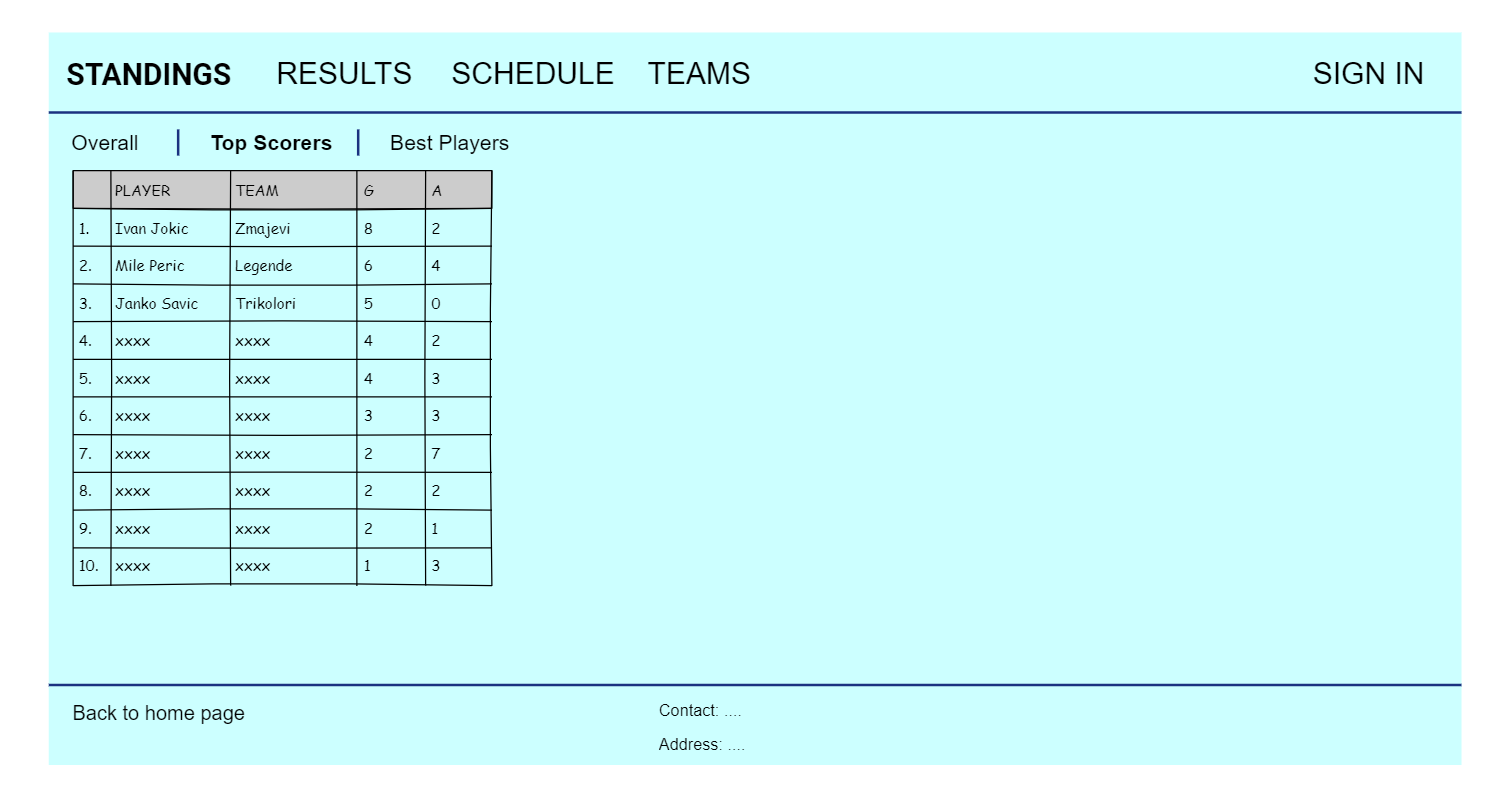 STANDINGS RESULTS SCHEDULE TEAMS SIGN IN
Overall Top Scorers Best Players
PLAYER TEAM G A
1. Ivan Jokic Zmajevi 8 2
2. Mile Peric Legende 6 4
3. Janko Savic Trikolori 5 0
4. xxxx xxxx 4 2
5. xxxx xxxx 4 3
6. xxxx xxxx 3 3
7. xxxx xxxx 2 7
8. xxxx xxxx 2 2
9. xxxx xxxx 2 1
10. xxxx xxxx 1 3
Back to home page Contact: ....
Address: ....